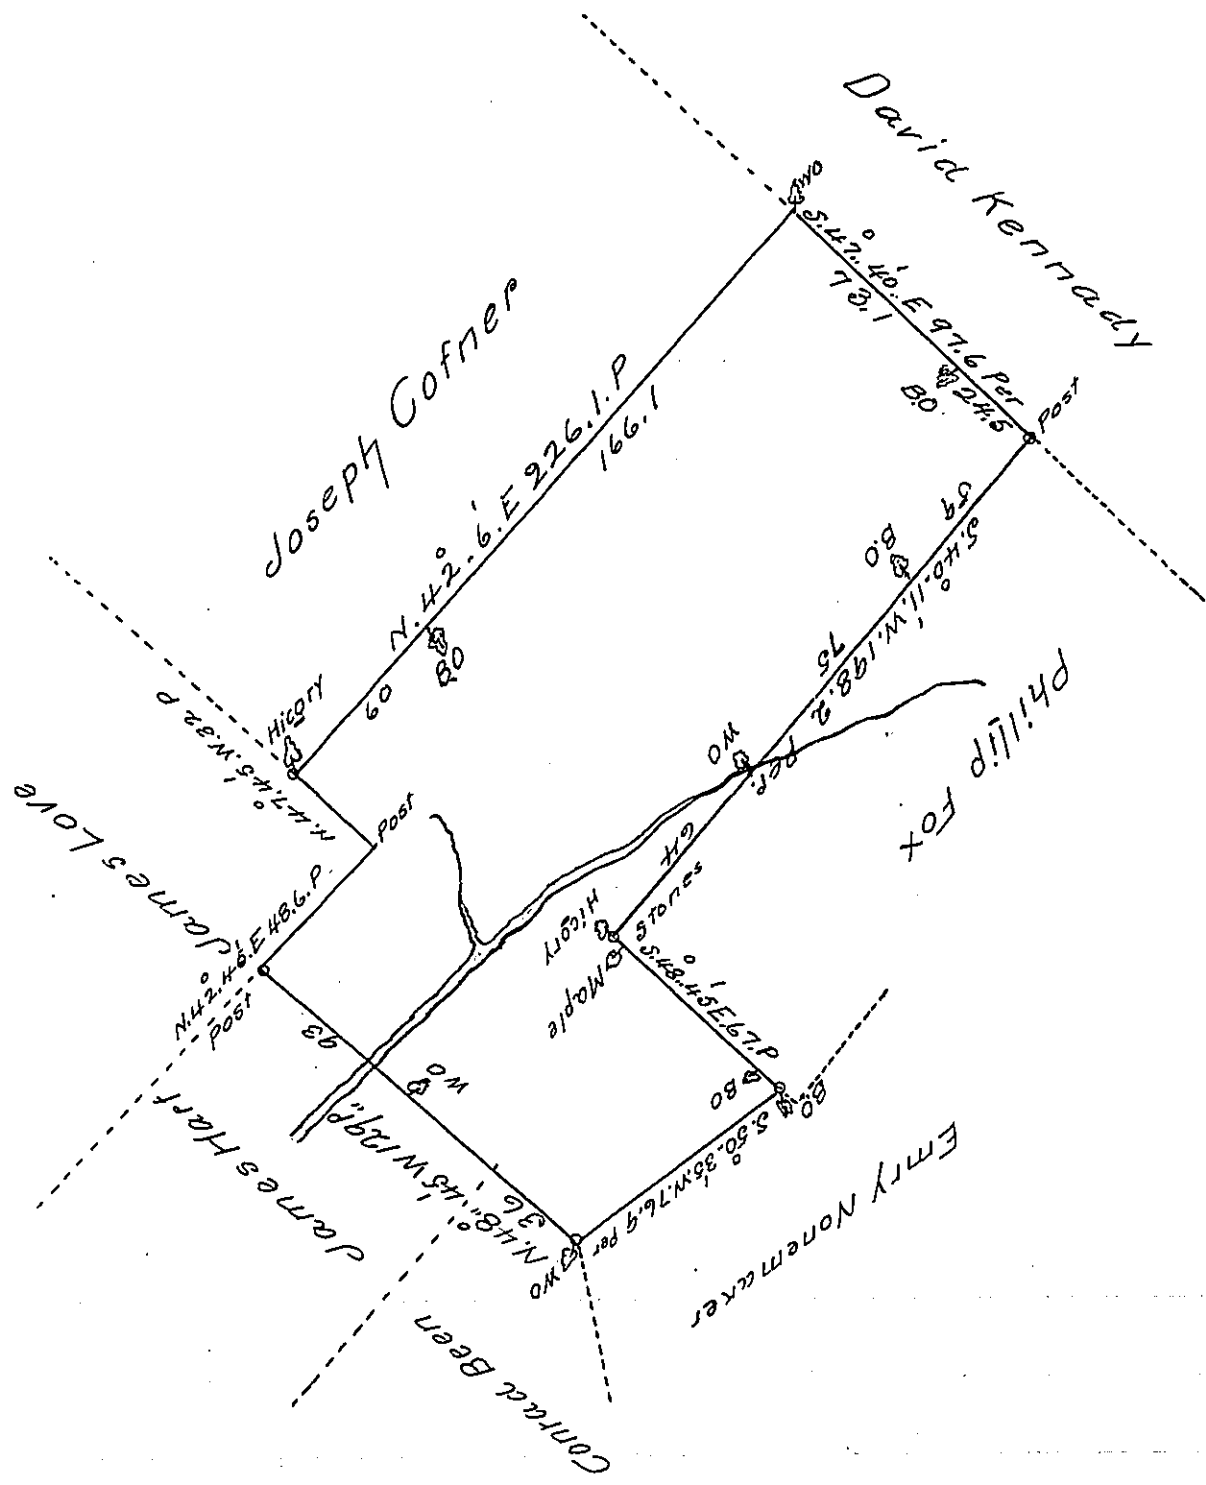 David Kennady
WO
S.47°.40'.E 97.6 Per
73.1
B.O
24.5
Post
Joseph Cofner
N.42°.6'.E 226.1.P
166.1
60
B.O
Hicory
N.47°.45'.W.32 P
Post
James Love
N.42°.45'.E 48.6.P.
Post
59
S.40°.11'.W.198.2 Per.
B.O
75
WO
64
Stones
Phillip Fox
Hicory
Maple
S.48°.45'E.67.P
BO
B.O
S.50°.35'.W.76.9 Per
Emry Nonemaker
93
WO
N.48°..45'W 129"P
36
WO
James Hart
Conrad Been